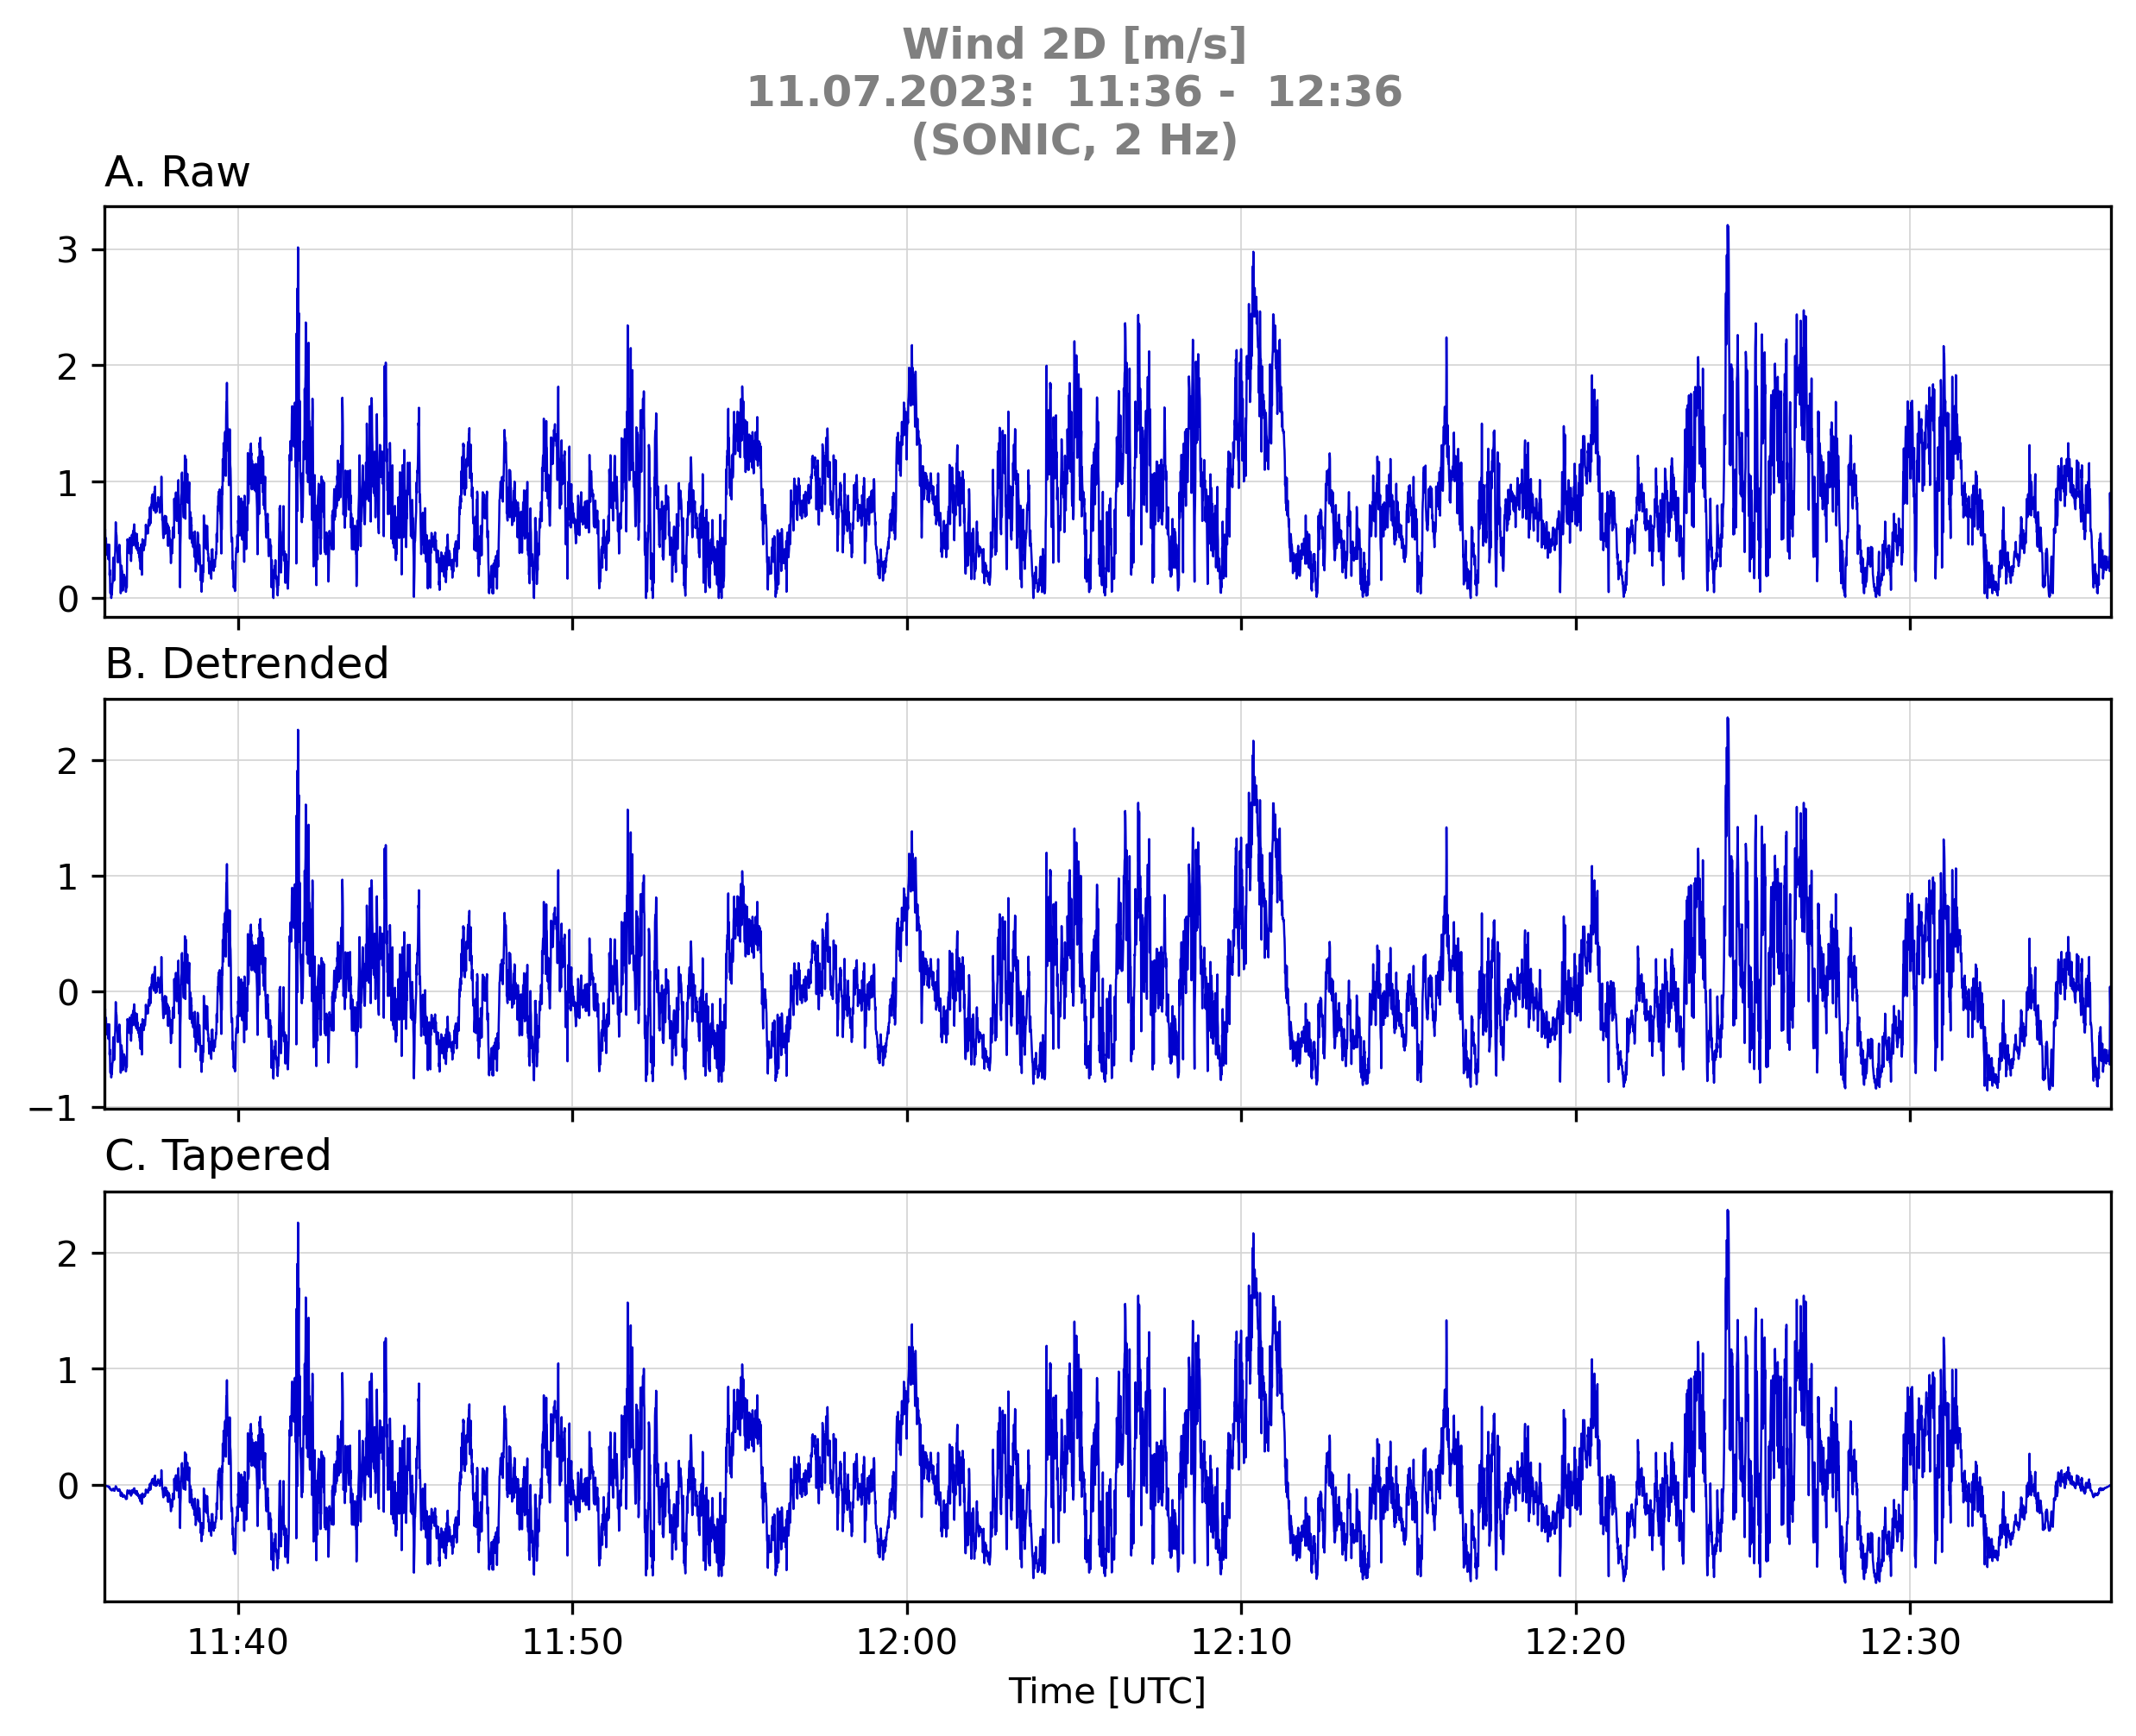 Wind 2D [m/s]
11.07.2023:  11:36 -  12:36
(SONIC, 2 Hz)
A. Raw
3
2
1
0
B. Detrended
2
1
0
−1
C. Tapered
2
1
0
11:40 11:50 12:00 12:10 12:20 12:30
Time [UTC]